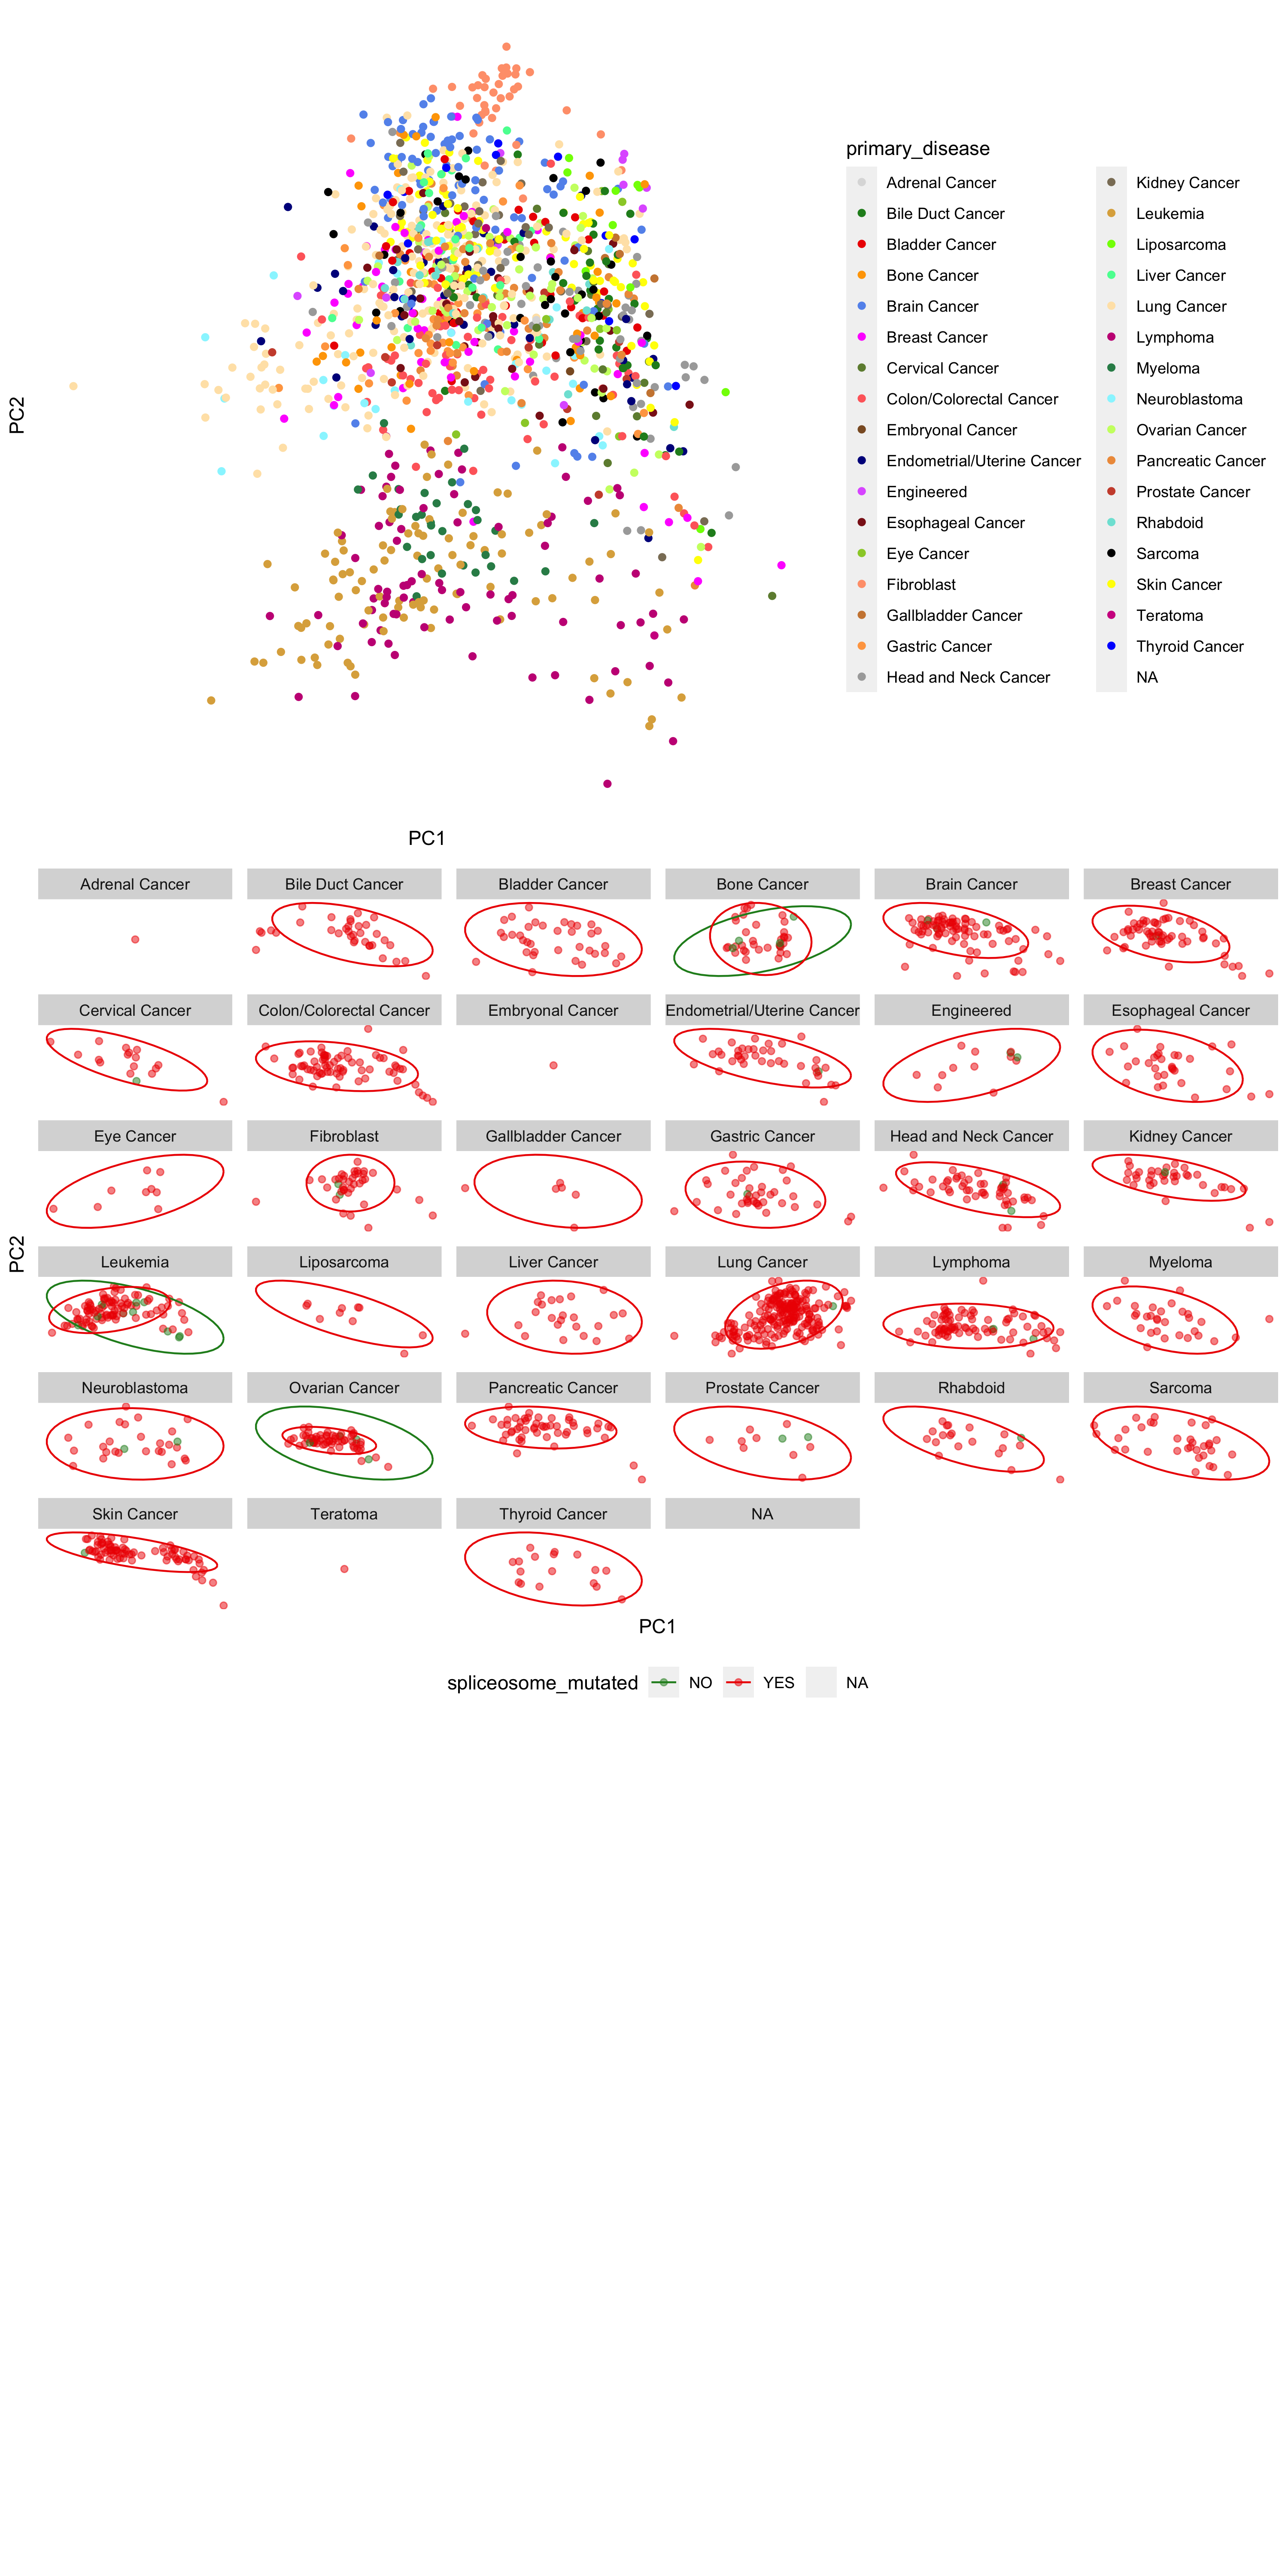 primary_disease
Adrenal Cancer
Bile Duct Cancer
Bladder Cancer
Bone Cancer
Brain Cancer
Breast Cancer
Cervical Cancer
Colon/Colorectal Cancer
Embryonal Cancer
Endometrial/Uterine Cancer
Engineered
Esophageal Cancer
Eye Cancer
Fibroblast
Gallbladder Cancer
Gastric Cancer
Head and Neck Cancer
Kidney Cancer
Leukemia
Liposarcoma
Liver Cancer
Lung Cancer
Lymphoma
Myeloma
Neuroblastoma
Ovarian Cancer
Pancreatic Cancer
Prostate Cancer
Rhabdoid
Sarcoma
Skin Cancer
Teratoma
Thyroid Cancer
NA
PC2
PC1
Adrenal Cancer
Bile Duct Cancer
Bladder Cancer
Bone Cancer
Brain Cancer
Breast Cancer
Cervical Cancer
Colon/Colorectal Cancer
Embryonal Cancer
Endometrial/Uterine Cancer
Engineered
Esophageal Cancer
Eye Cancer
Fibroblast
Gallbladder Cancer
Gastric Cancer
Head and Neck Cancer
Kidney Cancer
PC2
Leukemia
Liposarcoma
Liver Cancer
Lung Cancer
Lymphoma
Myeloma
Neuroblastoma
Ovarian Cancer
Pancreatic Cancer
Prostate Cancer
Rhabdoid
Sarcoma
Skin Cancer
Teratoma
Thyroid Cancer
NA
PC1
spliceosome_mutated NO YES NA